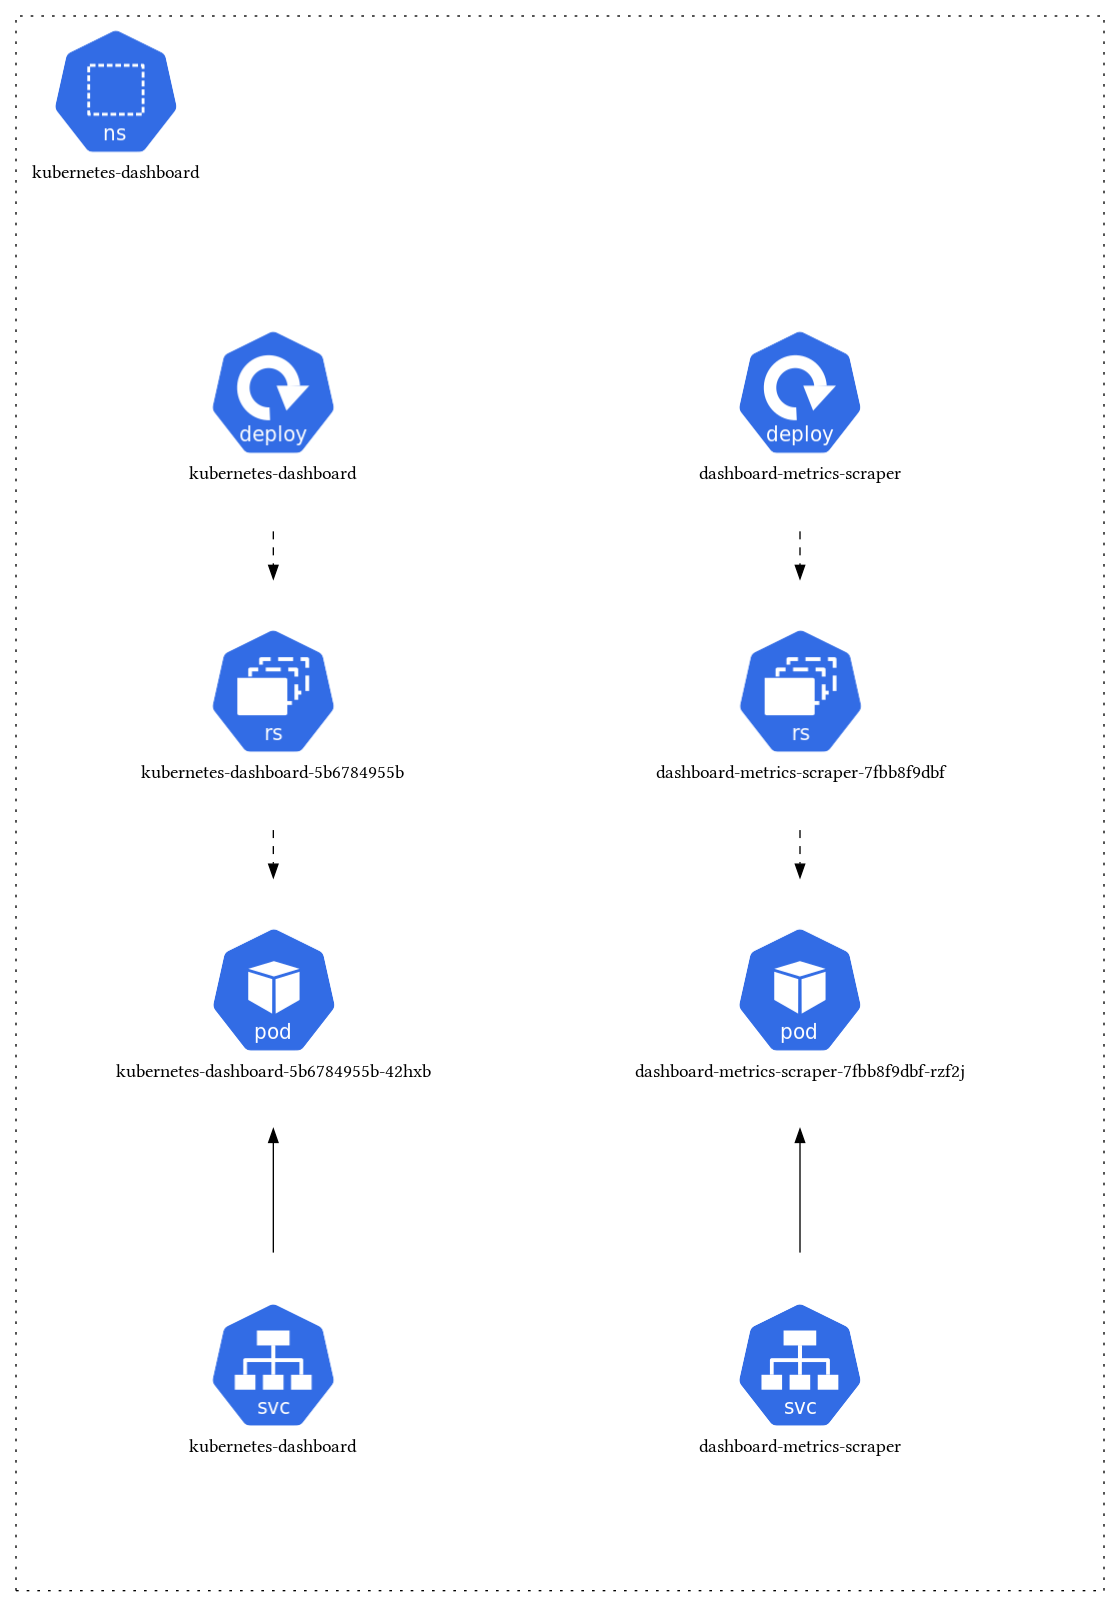 ns
kubernetes-dashboard
deploy
deploy
kubernetes-dashboard
dashboard-metrics-scraper
rs
rs
kubernetes-dashboard-5b6784955b
dashboard-metrics-scraper-7fbb8f9dbf
pod
pod
kubernetes-dashboard-5b6784955b-42hxb
dashboard-metrics-scraper-7fbb8f9dbf-rzf2j
svc
svc
kubernetes-dashboard
dashboard-metrics-scraper